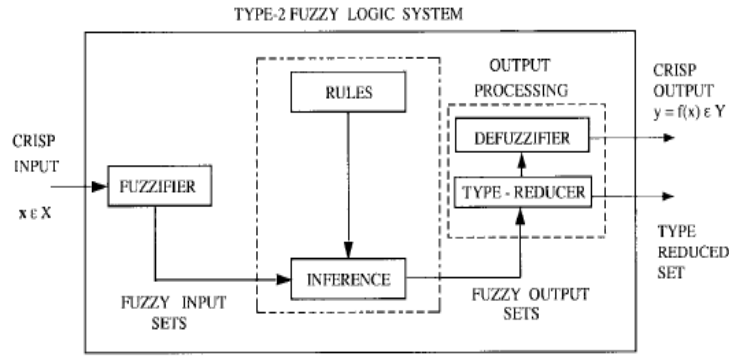 TYPE-2 FUZZY LOGIC SYSTEM
OUTPUT
PROCESSING
CRISP
OUTPUT
y = f(x) ε Y
RULES
DEFUZZIFIER
CRISP
INPUT
x ε X
FUZZIFIER
TYPE - REDUCER
TYPE
REDUCED
SET
INFERENCE
FUZZY INPUT
SETS
FUZZY OUTPUT
SETS